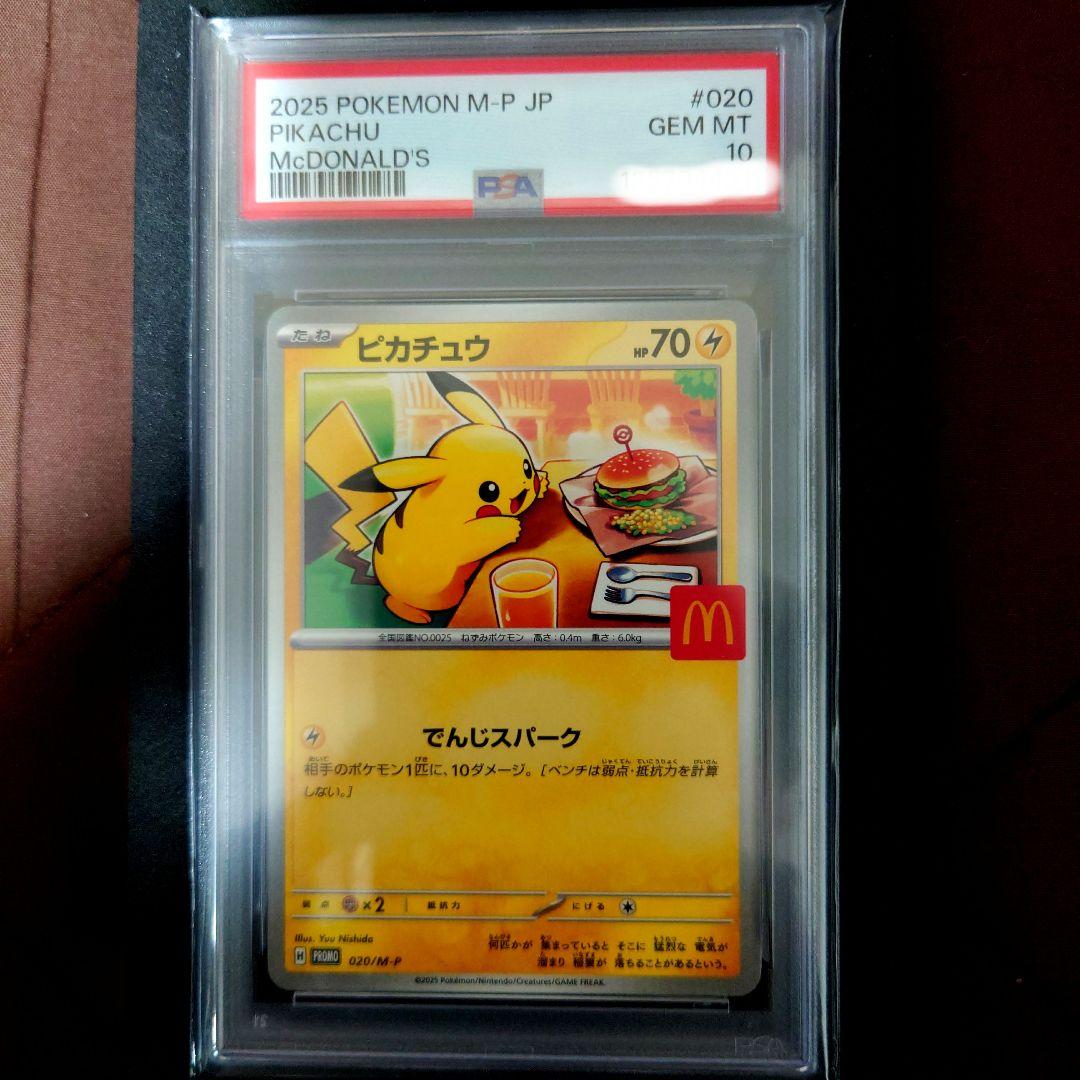 2025 POKEMON M-P JP #020
PIKACHU GEM MT
McDONALD'S 10
PSA
たね ピカチュウ HP70
全国図鑑NO.0025 ねずみポケモン 高さ:0.4m 重さ:6.0kg
でんじスパーク
相手のポケモン1匹に、10ダメージ。[ベンチは弱点・抵抗力を計算
しない。]
弱点 ×2 抵抗力 にげる
Illus. Yuu Nishida
何匹かが 集まっていると そこに 猛烈な 電気が
溜まり 稲妻が 落ちることがあるという。
H PROMO 020/M-P
©2025 Pokémon/Nintendo/Creatures/GAME FREAK.
PSA